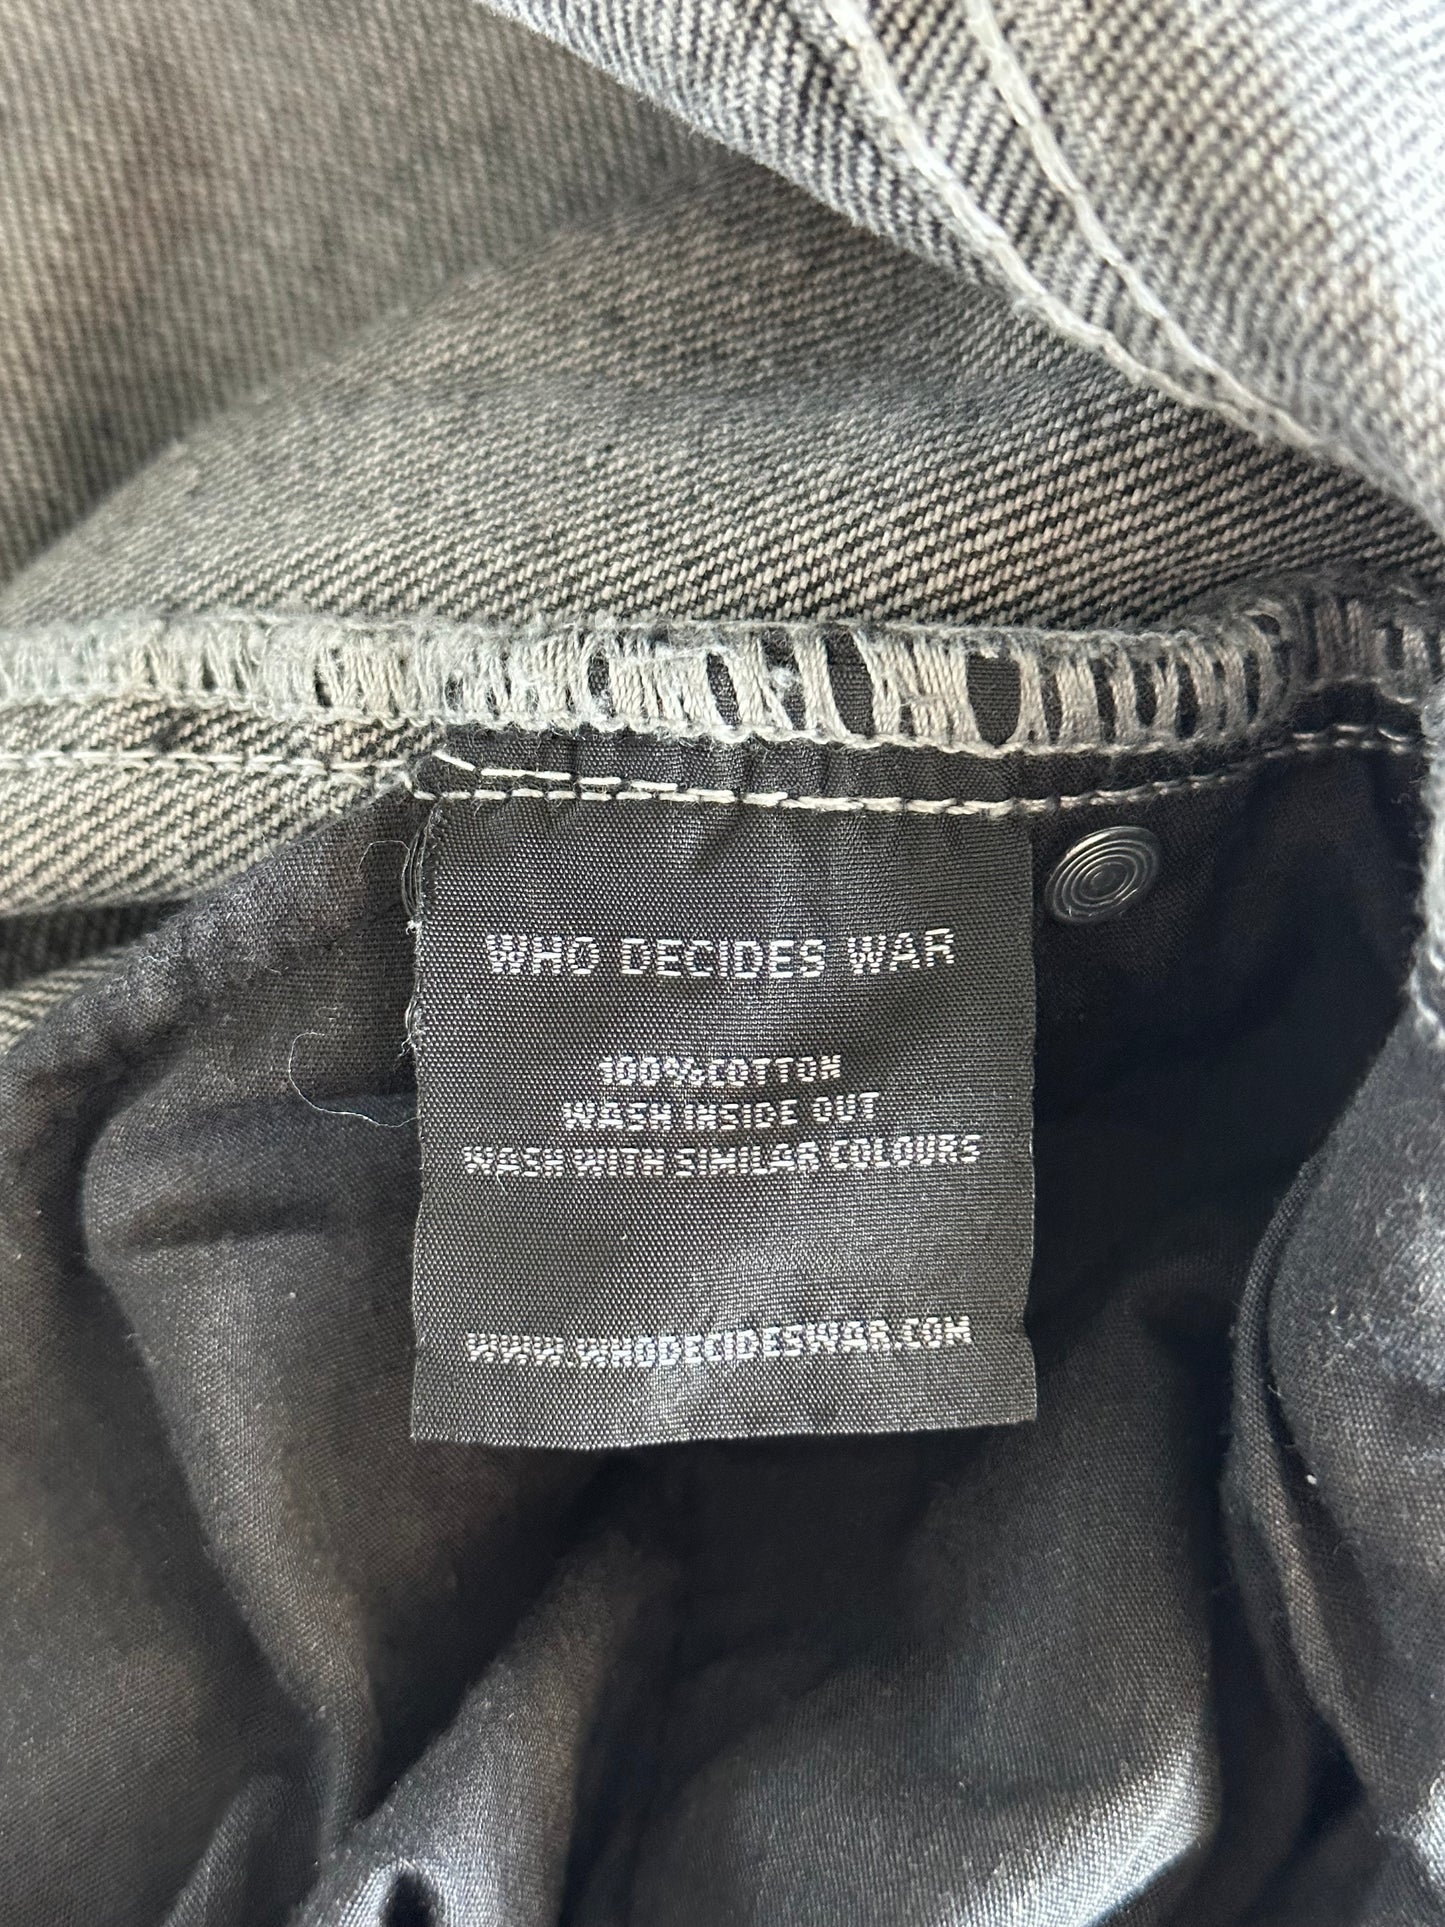 WHO DECIDES WAR
100%COTTON
WASH INSIDE OUT
WASH WITH SIMILAR COLOURS
WWW.WHODECIDESWAR.COM